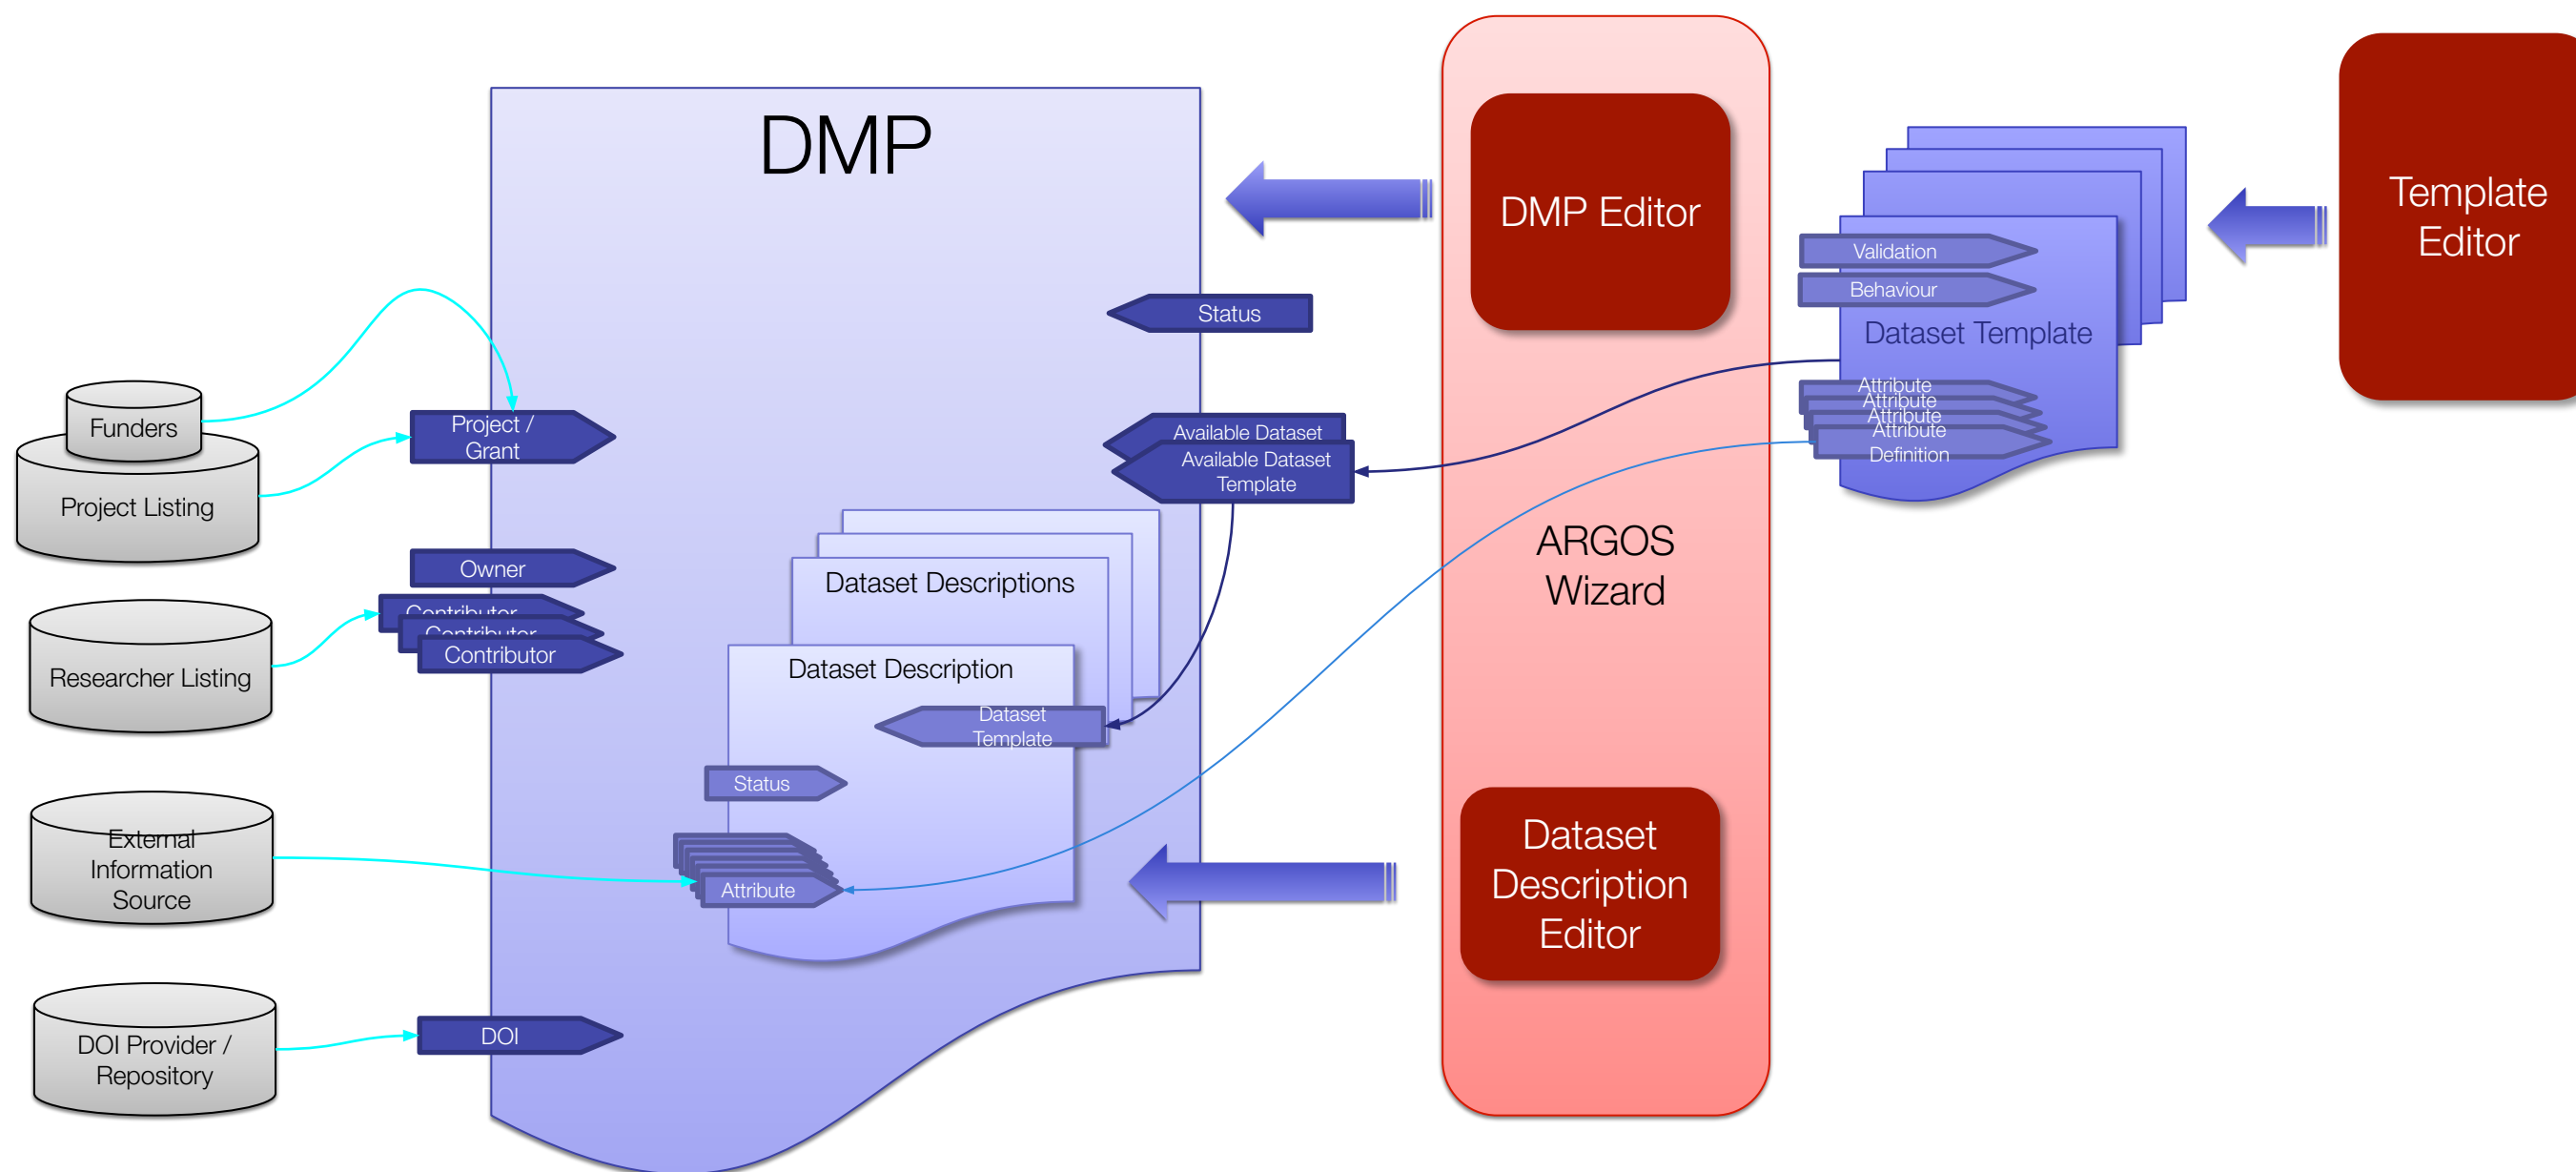 DMP
Status
Funders
Project Listing
Project /
Grant
Available Dataset
Available Dataset
Template
Owner
Contributor
Contributor
Contributor
Researcher Listing
Dataset Descriptions
Dataset Description
Dataset
Template
Status
Attribute
External
Information
Source
DOI Provider /
Repository
DOI
DMP Editor
ARGOS
Wizard
Dataset
Description
Editor
Validation
Behaviour
Dataset Template
Attribute
Attribute
Attribute
Attribute
Definition
Template
Editor